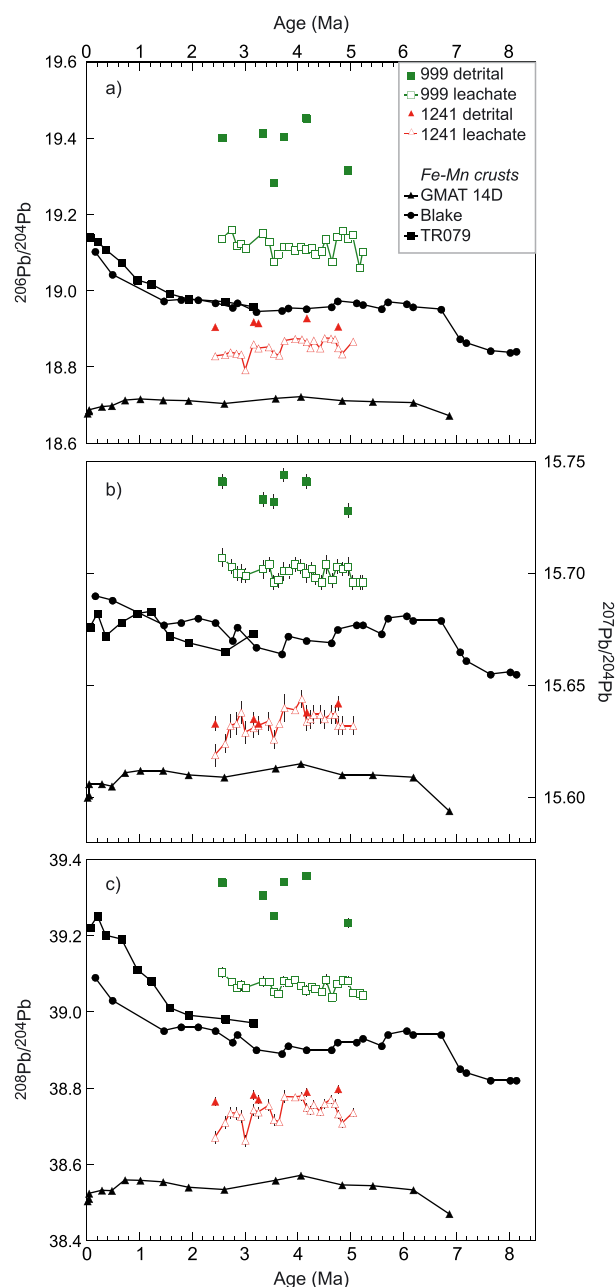 Age (Ma)
0 1 2 3 4 5 6 7 8
19.6
a)
999 detrital
999 leachate
1241 detrital
1241 leachate
Fe-Mn crusts
GMAT 14D
Blake
TR079
19.4
19.2
19.0
18.8
18.6
206Pb/204Pb
b)
15.75
15.70
15.65
15.60
207Pb/204Pb
39.4
c)
39.2
39.0
38.8
38.6
38.4
208Pb/204Pb
0 1 2 3 4 5 6 7 8
Age (Ma)